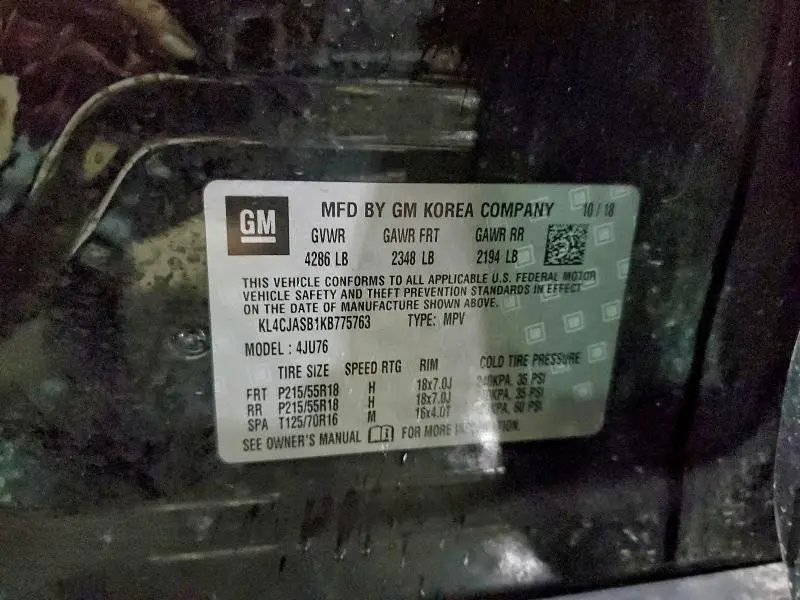 GM MFD BY GM KOREA COMPANY 10 / 18
GVWR GAWR FRT GAWR RR
4286 LB 2348 LB 2194 LB
THIS VEHICLE CONFORMS TO ALL APPLICABLE U.S. FEDERAL MOTOR
VEHICLE SAFETY AND THEFT PREVENTION STANDARDS IN EFFECT
ON THE DATE OF MANUFACTURE SHOWN ABOVE.
KL4CJASB1KB775763 TYPE: MPV
MODEL : 4JU76
TIRE SIZE SPEED RTG RIM COLD TIRE PRESSURE
FRT P215/55R18 H 18x7.0J 240KPA, 35 PSI
RR P215/55R18 H 18x7.0J 35 PSI
SPA T125/70R16 M 16x4.0T 60 PSI
SEE OWNER'S MANUAL FOR MORE INFORMATION.